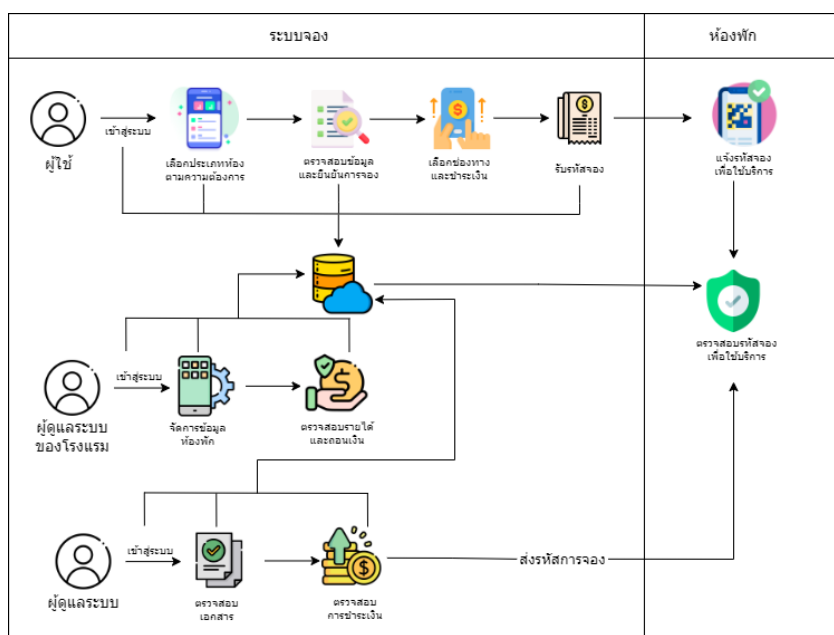 ระบบจอง
ห้องพัก
เข้าสู่ระบบ
ผู้ใช้
เลือกประเภทห้อง
ตามความต้องการ
ตรวจสอบข้อมูล
และยืนยันการจอง
เลือกช่องทาง
และชำระเงิน
รับรหัสจอง
แจ้งรหัสจอง
เพื่อใช้บริการ
ตรวจสอบรหัสจอง
เพื่อใช้บริการ
เข้าสู่ระบบ
ผู้ดูแลระบบ
ของโรงแรม
จัดการข้อมูล
ห้องพัก
ตรวจสอบรายได้
และถอนเงิน
เข้าสู่ระบบ
ผู้ดูแลระบบ
ตรวจสอบ
เอกสาร
ตรวจสอบ
การชำระเงิน
ส่งรหัสการจอง